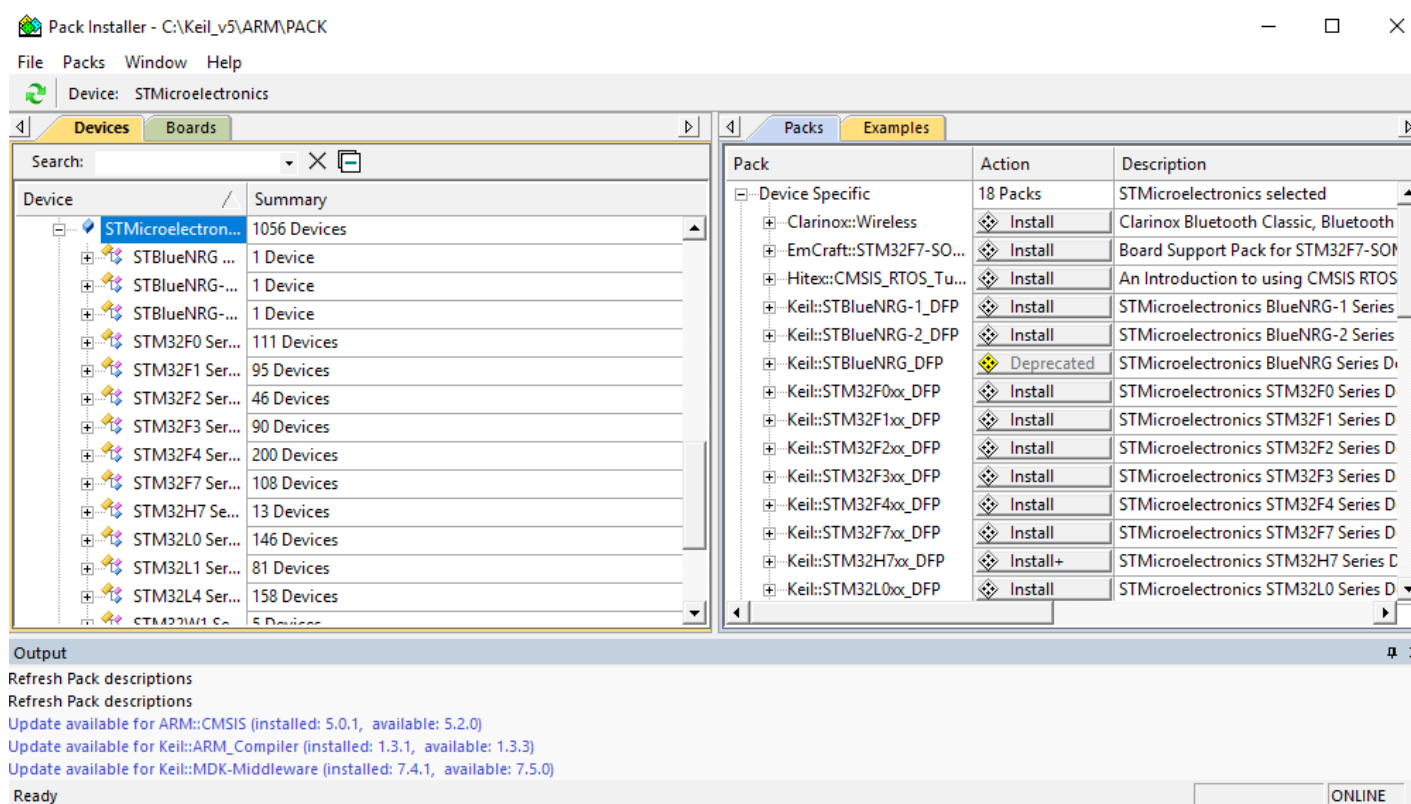 Pack Installer - C:\Keil_v5\ARM\PACK
File Packs Window Help
Device: STMicroelectronics
Devices Boards
Search:
Device Summary
STMicroelectron... 1056 Devices
STBlueNRG ... 1 Device
STBlueNRG-... 1 Device
STBlueNRG-... 1 Device
STM32F0 Ser... 111 Devices
STM32F1 Ser... 95 Devices
STM32F2 Ser... 46 Devices
STM32F3 Ser... 90 Devices
STM32F4 Ser... 200 Devices
STM32F7 Ser... 108 Devices
STM32H7 Se... 13 Devices
STM32L0 Ser... 146 Devices
STM32L1 Ser... 81 Devices
STM32L4 Ser... 158 Devices
STM32W1 Se... 5 Devices
Packs Examples
Pack Action Description
Device Specific 18 Packs STMicroelectronics selected
Clarinox::Wireless Install Clarinox Bluetooth Classic, Bluetooth
EmCraft::STM32F7-SO... Install Board Support Pack for STM32F7-SOM
Hitex::CMSIS_RTOS_Tu... Install An Introduction to using CMSIS RTOS
Keil::STBlueNRG-1_DFP Install STMicroelectronics BlueNRG-1 Series
Keil::STBlueNRG-2_DFP Install STMicroelectronics BlueNRG-2 Series
Keil::STBlueNRG_DFP Deprecated STMicroelectronics BlueNRG Series De
Keil::STM32F0xx_DFP Install STMicroelectronics STM32F0 Series D
Keil::STM32F1xx_DFP Install STMicroelectronics STM32F1 Series D
Keil::STM32F2xx_DFP Install STMicroelectronics STM32F2 Series D
Keil::STM32F3xx_DFP Install STMicroelectronics STM32F3 Series D
Keil::STM32F4xx_DFP Install STMicroelectronics STM32F4 Series D
Keil::STM32F7xx_DFP Install STMicroelectronics STM32F7 Series D
Keil::STM32H7xx_DFP Install+ STMicroelectronics STM32H7 Series D
Keil::STM32L0xx_DFP Install STMicroelectronics STM32L0 Series D
Output
Refresh Pack descriptions
Refresh Pack descriptions
Update available for ARM::CMSIS (installed: 5.0.1, available: 5.2.0)
Update available for Keil::ARM_Compiler (installed: 1.3.1, available: 1.3.3)
Update available for Keil::MDK-Middleware (installed: 7.4.1, available: 7.5.0)
Ready ONLINE